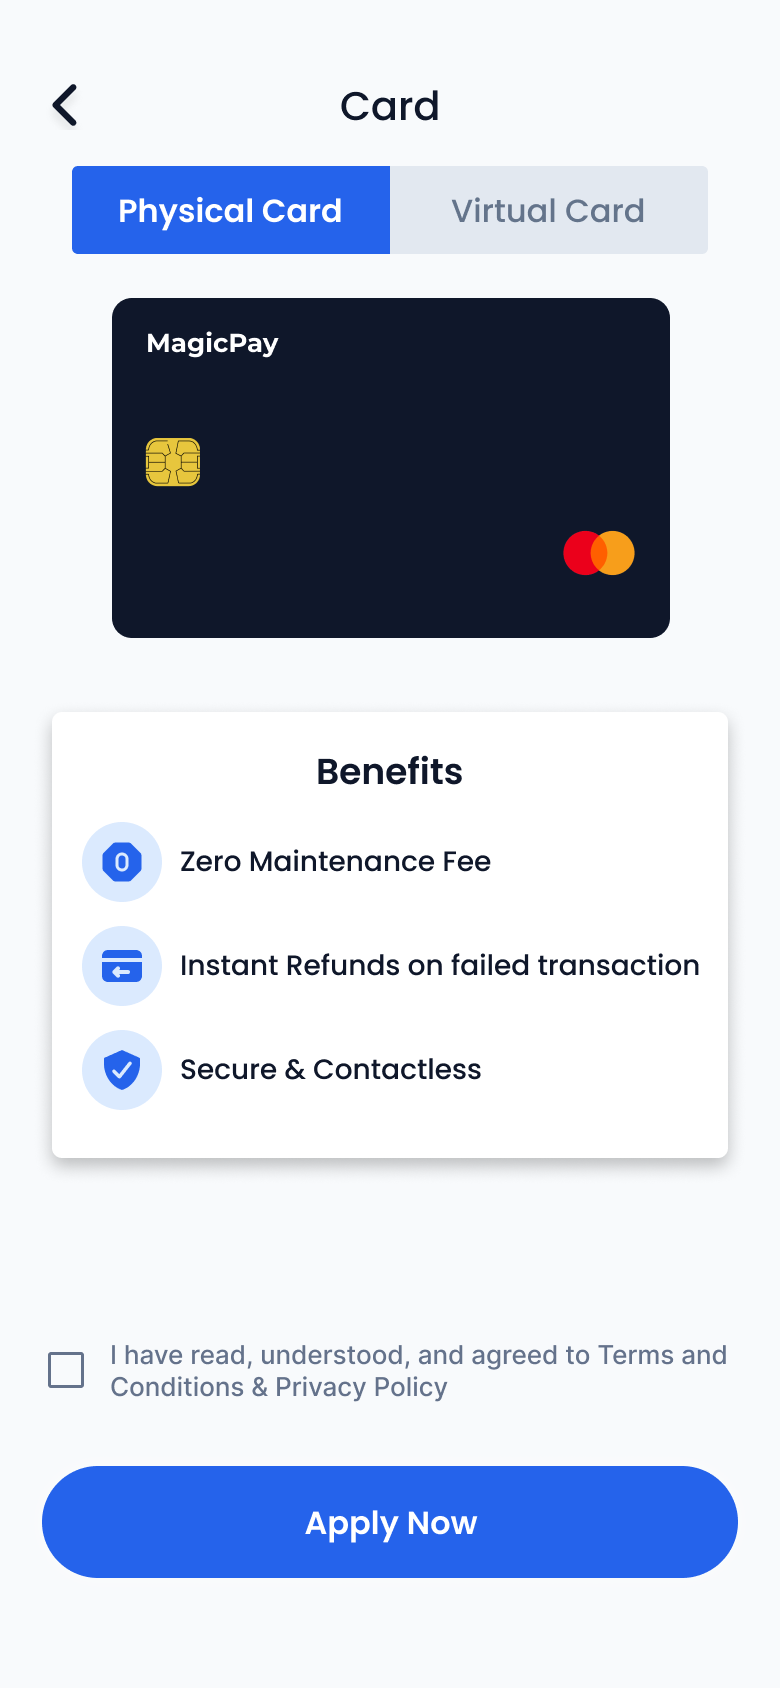 Card
Physical Card
Virtual Card
MagicPay
Benefits
0
Zero Maintenance Fee
Instant Refunds on failed transaction
Secure & Contactless
I have read, understood, and agreed to Terms and
Conditions & Privacy Policy
Apply Now